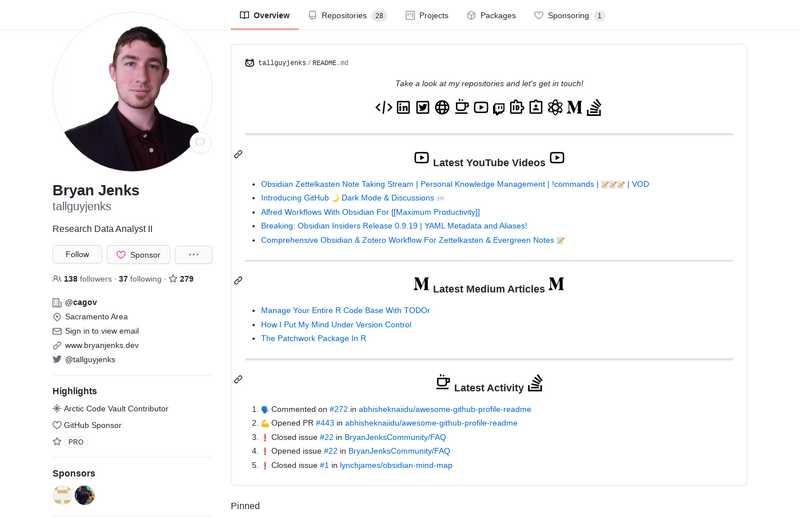 Overview
Repositories 28
Projects
Packages
Sponsoring 1
tallguyjenks/README.md
Take a look at my repositories and let's get in touch!
Latest YouTube Videos
Obsidian Zettelkasten Note Taking Stream | Personal Knowledge Management | !commands | 📝📝📝 | VOD
Introducing GitHub 🌙 Dark Mode & Discussions
Alfred Workflows With Obsidian For [[Maximum Productivity]]
Breaking: Obsidian Insiders Release 0.9.19 | YAML Metadata and Aliases!
Comprehensive Obsidian & Zotero Workflow For Zettelkasten & Evergreen Notes 📝
M Latest Medium Articles M
Manage Your Entire R Code Base With TODOr
How I Put My Mind Under Version Control
The Patchwork Package In R
Latest Activity
1. 🗣 Commented on #272 in abhisheknaiidu/awesome-github-profile-readme
2. 💪 Opened PR #443 in abhisheknaiidu/awesome-github-profile-readme
3. ❗ Closed issue #22 in BryanJenksCommunity/FAQ
4. ❗ Opened issue #22 in BryanJenksCommunity/FAQ
5. ❗ Closed issue #1 in lynchjames/obsidian-mind-map
Pinned
Bryan Jenks
tallguyjenks
Research Data Analyst II
Follow
Sponsor
138 followers · 37 following · 279
@cagov
Sacramento Area
Sign in to view email
www.bryanjenks.dev
@tallguyjenks
Highlights
Arctic Code Vault Contributor
GitHub Sponsor
PRO
Sponsors